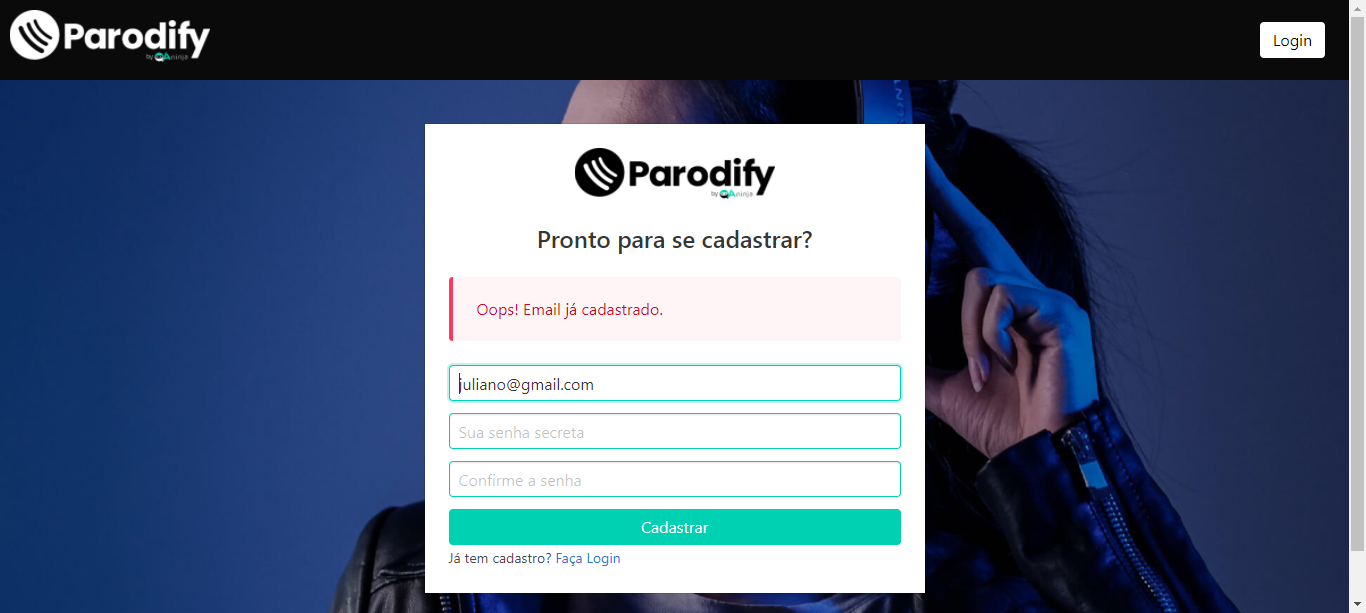 Parodify
by QAninja
Login
Parodify
by QAninja
Pronto para se cadastrar?
Oops! Email já cadastrado.
juliano@gmail.com
Sua senha secreta
Confirme a senha
Cadastrar
Já tem cadastro? Faça Login